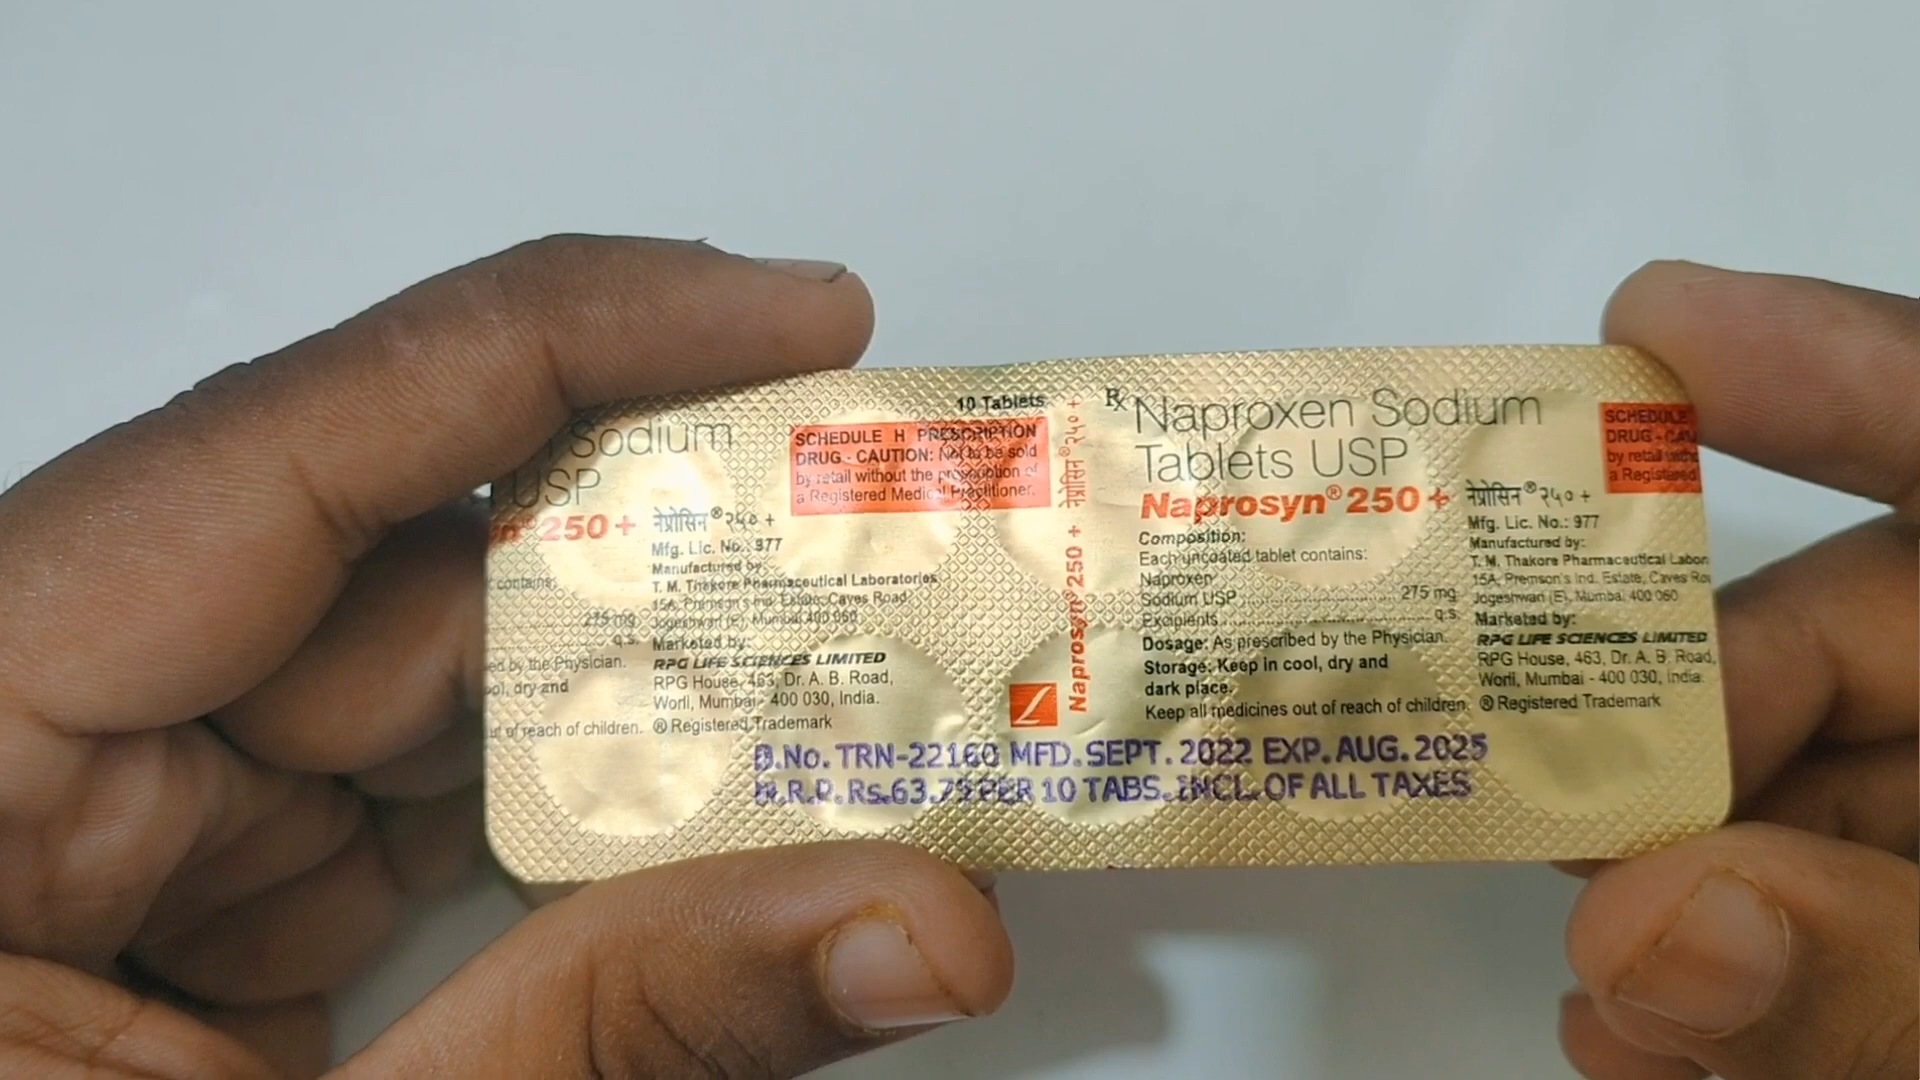 Sodium
USP
250 +
नेप्रोसिन® २५० +
Mfg. Lic. No.: 977
Manufactured by:
T. M. Thakore Pharmaceutical Laboratories
15A, Premson's Ind. Estate, Caves Road
Jogeshwari (E), Mumbai 400 060
Marketed by:
RPG LIFE SCIENCES LIMITED
RPG House, 463, Dr. A. B. Road,
Worli, Mumbai - 400 030, India.
® Registered Trademark
contains:
275 mg
q.s.
by the Physician.
dry and
of reach of children.
10 Tablets
SCHEDULE H PRESCRIPTION
DRUG - CAUTION: Not to be sold
by retail without the prescription of
a Registered Medical Practitioner.
Naprosyn® 250 + नेप्रोसिन® २५० +
Rx Naproxen Sodium
Tablets USP
Naprosyn® 250 +
Composition:
Each uncoated tablet contains:
Naproxen
Sodium USP ........................ 275 mg
Excipients ........................ q.s.
Dosage: As prescribed by the Physician.
Storage: Keep in cool, dry and
dark place.
Keep all medicines out of reach of children.
नेप्रोसिन® २५० +
Mfg. Lic. No.: 977
Manufactured by:
T. M. Thakore Pharmaceutical Labor
15A, Premson's Ind. Estate, Caves Ro
Jogeshwari (E), Mumbai 400 060
Marketed by:
RPG LIFE SCIENCES LIMITED
RPG House, 463, Dr. A. B. Road,
Worli, Mumbai - 400 030, India.
® Registered Trademark
SCHEDULE
DRUG - CAU
by retail
a Registered
B.No. TRN-22160 MFD. SEPT. 2022 EXP. AUG. 2025
M.R.P. Rs.63.79 PER 10 TABS. INCL. OF ALL TAXES